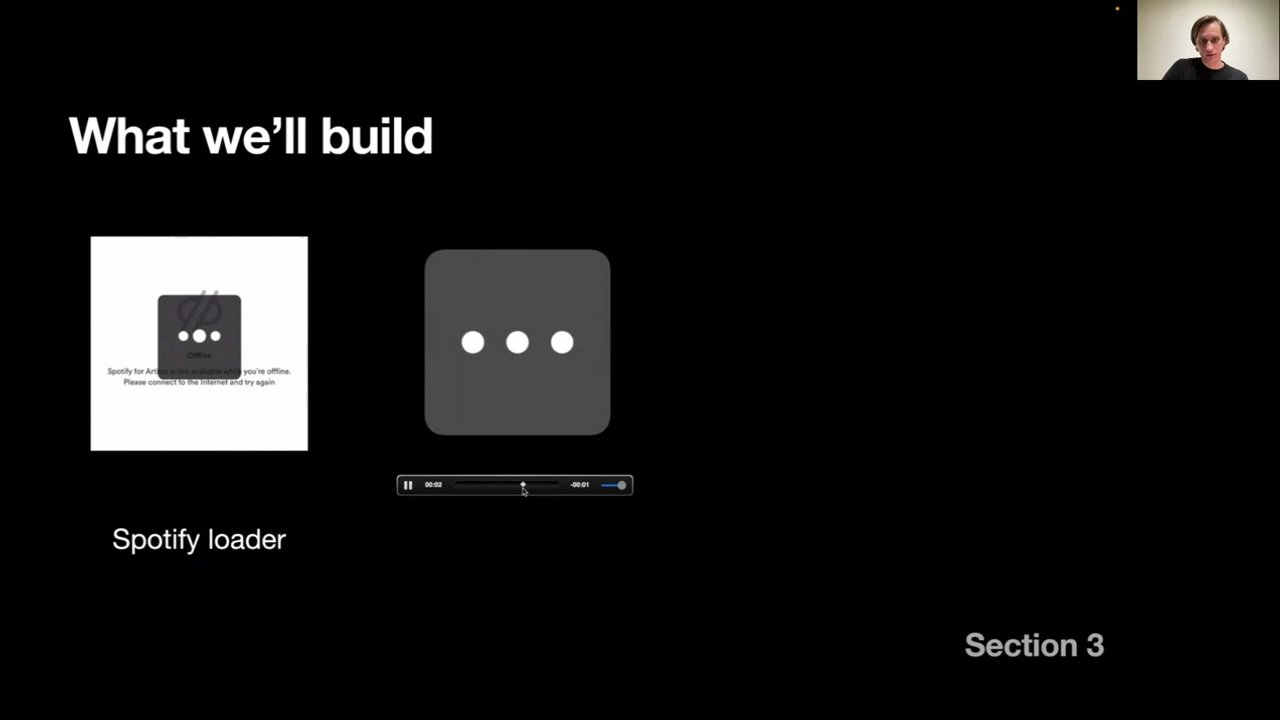 What we'll build
Offline
Spotify for Artists is not available while you're offline.
Please connect to the Internet and try again
00:02
-00:01
Spotify loader
Section 3